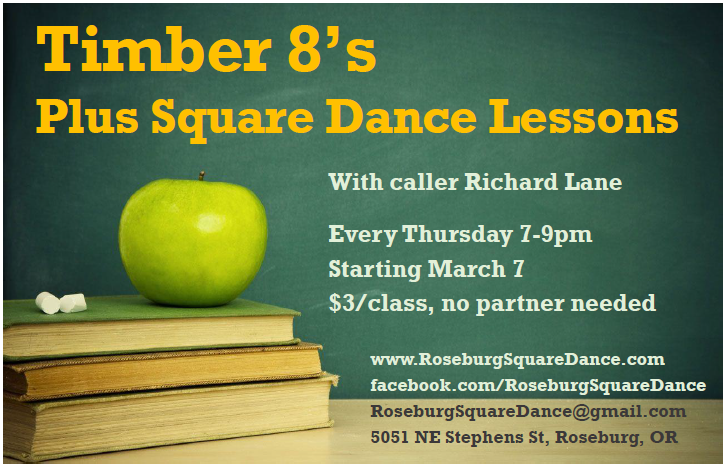 Timber 8's
Plus Square Dance Lessons
With caller Richard Lane
Every Thursday 7-9pm
Starting March 7
$3/class, no partner needed
www.RoseburgSquareDance.com
facebook.com/RoseburgSquareDance
RoseburgSquareDance@gmail.com
5051 NE Stephens St, Roseburg, OR